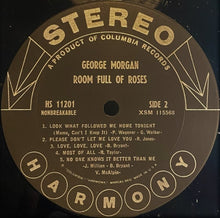 STEREO
A PRODUCT OF COLUMBIA RECORDS
GEORGE MORGAN
ROOM FULL OF ROSES
HS 11201 SIDE 2
NONBREAKABLE XSM 115568
1. LOOK WHAT FOLLOWED ME HOME TONIGHT
(Mama, Can't I Keep It) - P. Wagoner - G. Walker-
2. PLEASE DON'T LET ME LOVE YOU -R. Jones-
3. LOVE, LOVE, LOVE -B. Bryant-
4. MOST OF ALL -R. Taylor-
5. NO ONE KNOWS IT BETTER THAN ME
-J. Millian - B. Bryant -
V. McAlpin-
HARMONY